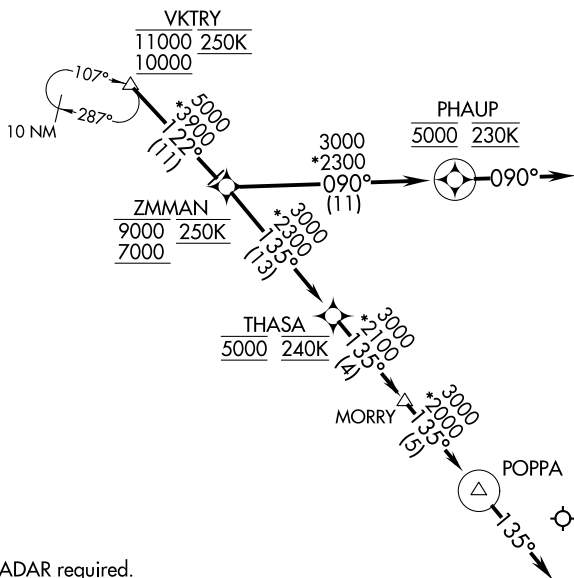 VKTRY
11000 250K
10000
107°
287°
10 NM
5000
*3900
122°
(11)
PHAUP
5000 230K
3000
*2300
090°
(11)
090°
ZMMAN
9000 250K
7000
3000
*2300
135°
(13)
THASA
5000 240K
3000
*2100
135°
(4)
MORRY
3000
*2000
135°
(5)
POPPA
135°
ADAR required.